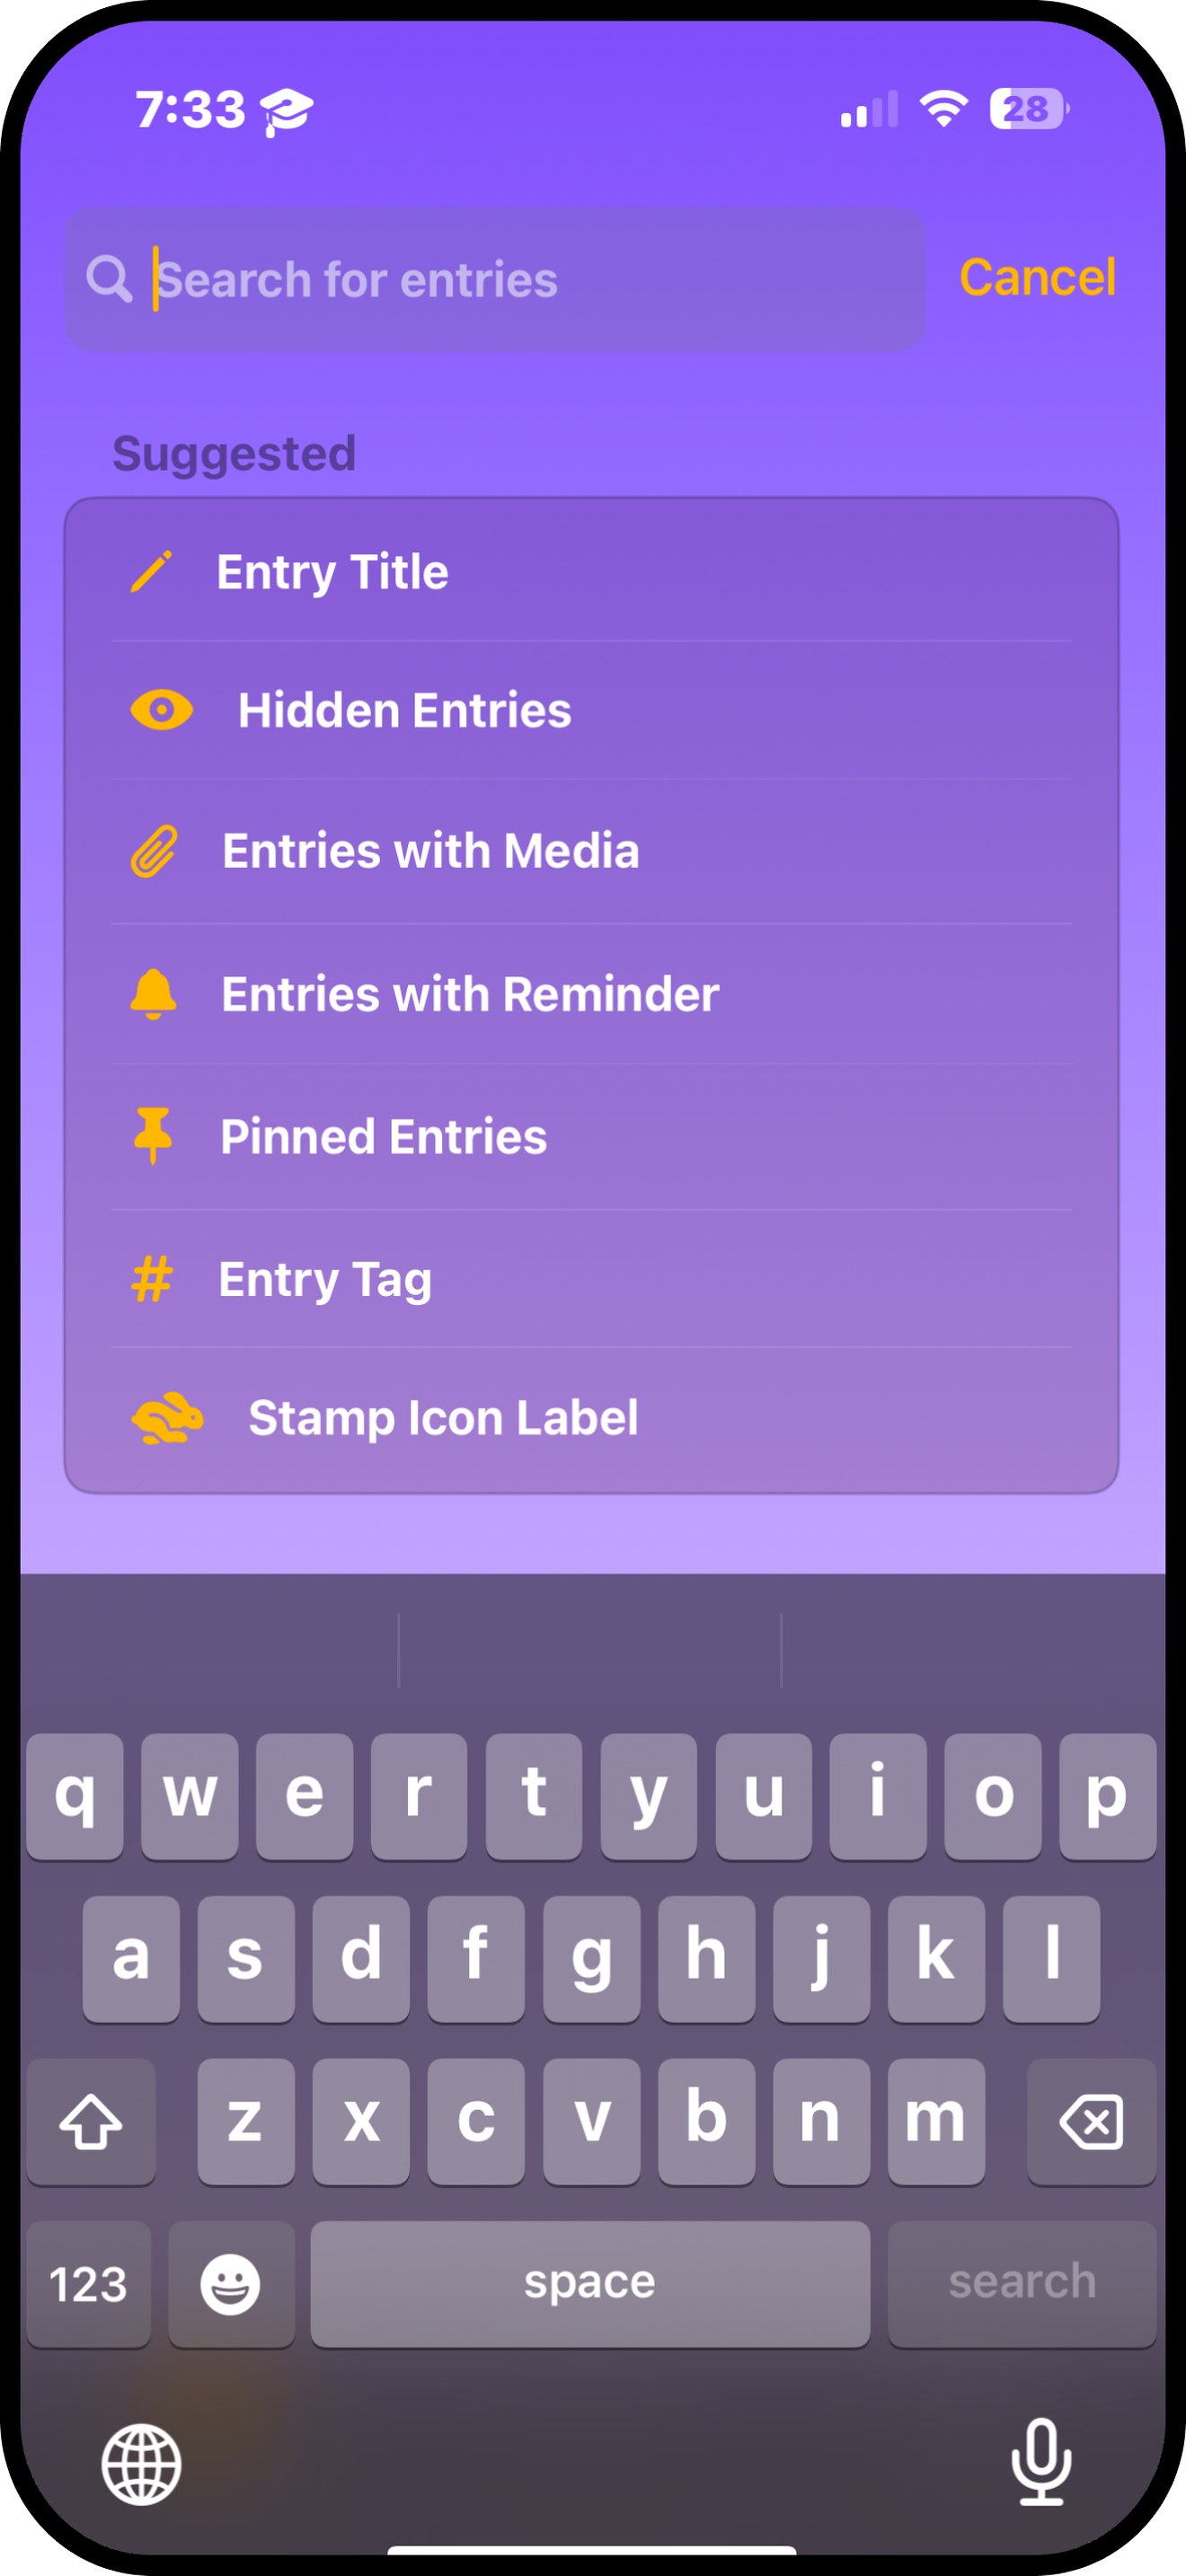 7:33 28
Search for entries Cancel
Suggested
Entry Title
Hidden Entries
Entries with Media
Entries with Reminder
Pinned Entries
# Entry Tag
Stamp Icon Label
q w e r t y u i o p
a s d f g h j k l
z x c v b n m
123 space search